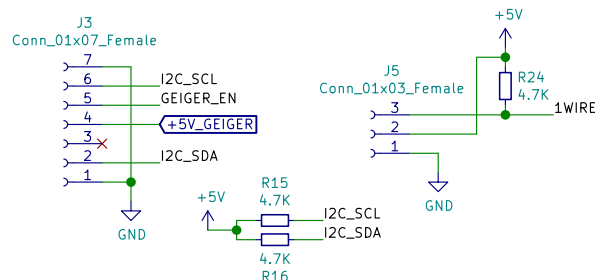 J3
Conn_01x07_Female
7
6
I2C_SCL
5
GEIGER_EN
4
+5V_GEIGER
3
2
I2C_SDA
1
GND
+5V
R24
4.7K
J5
Conn_01x03_Female
3
1WIRE
2
1
GND
+5V
R15
4.7K
I2C_SCL
I2C_SDA
4.7K
R16